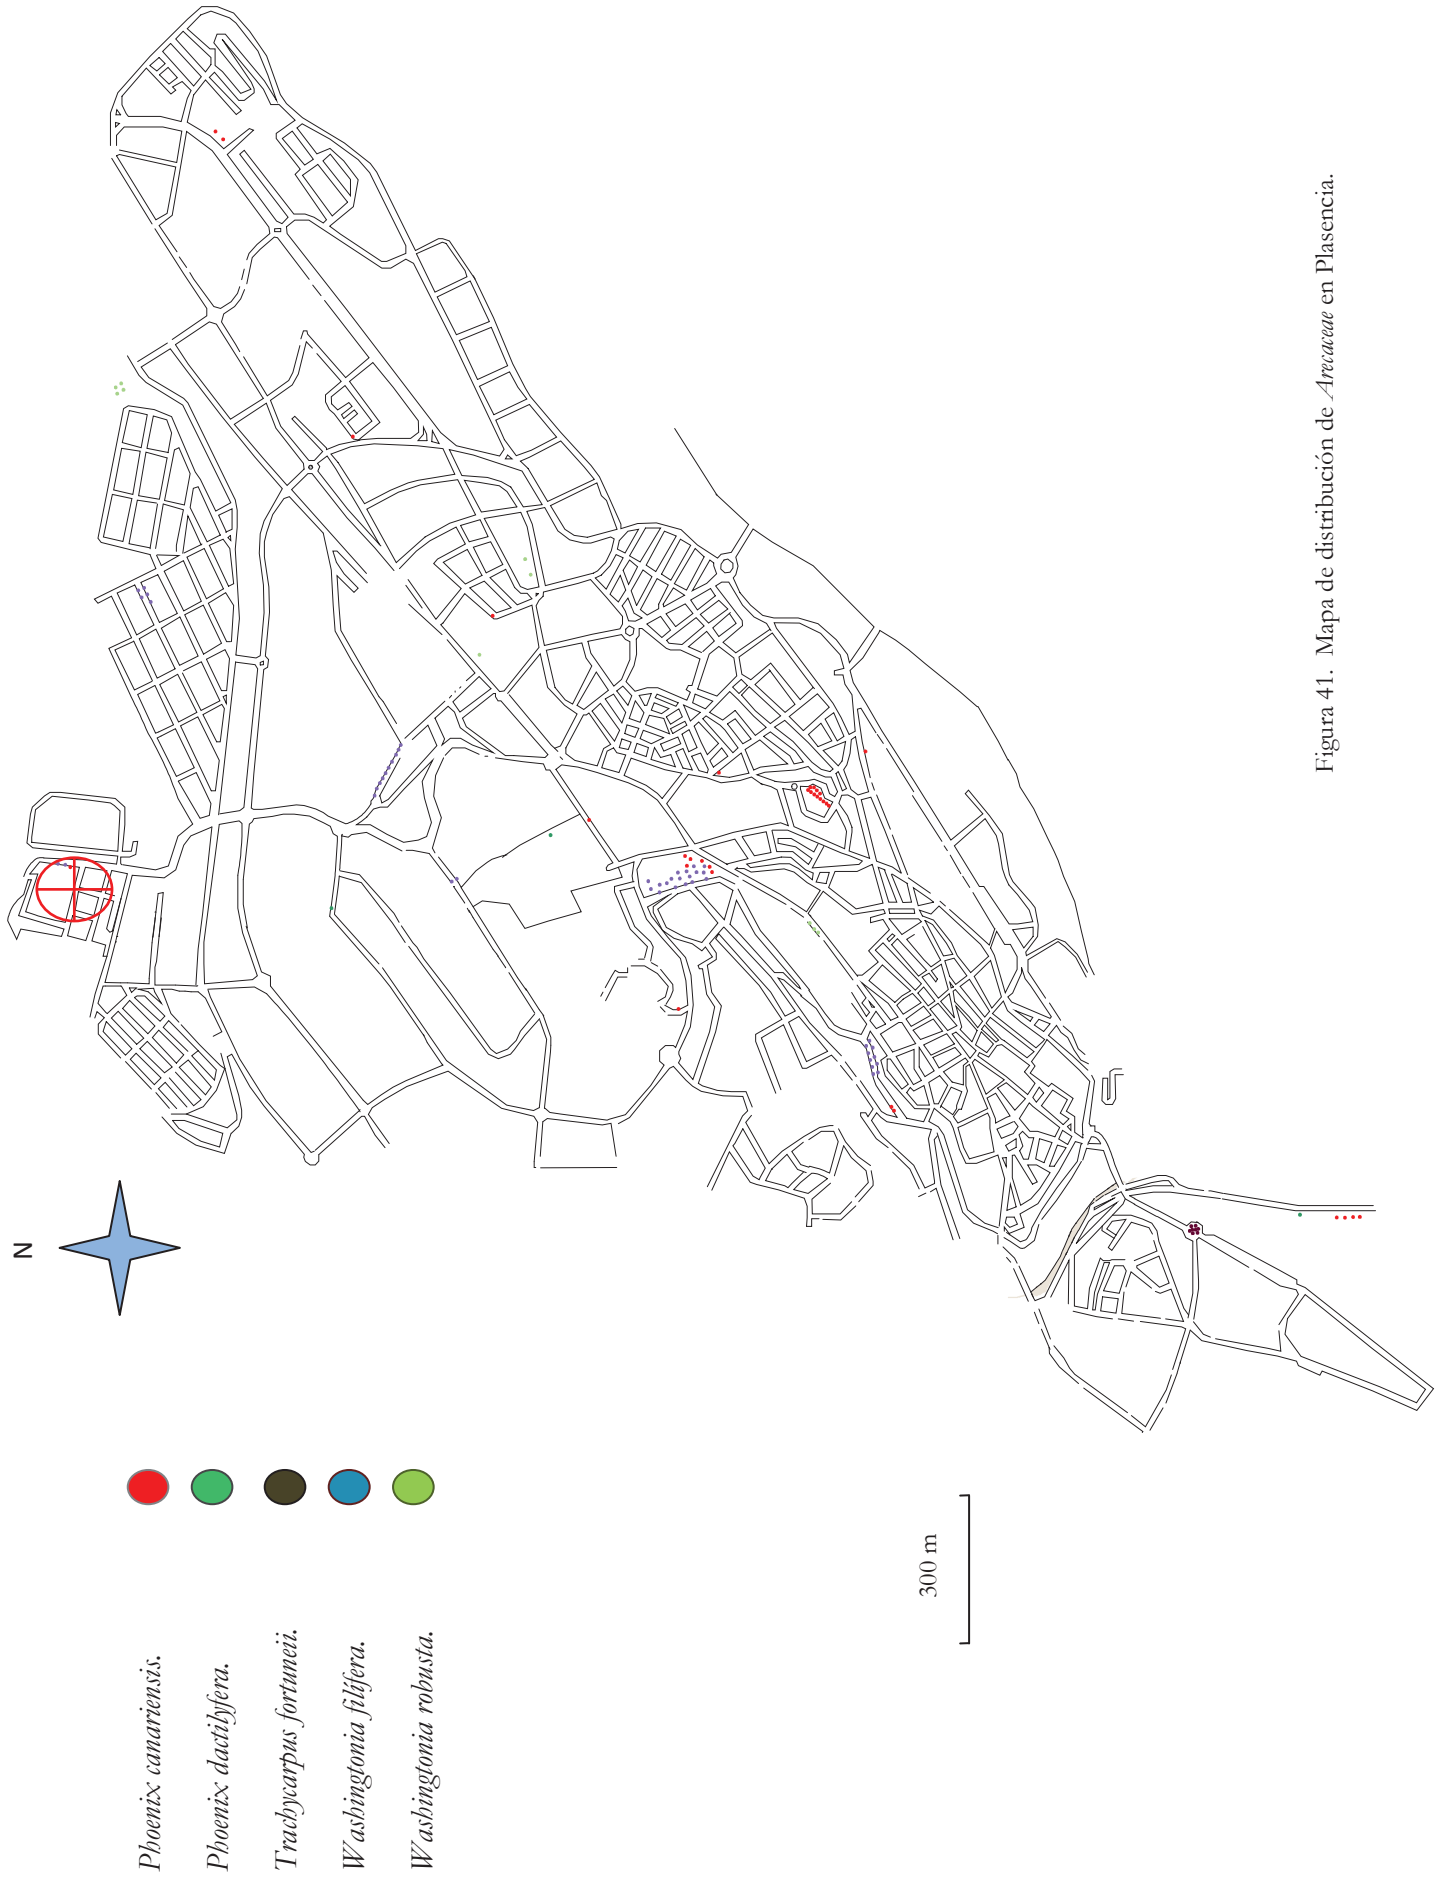 N
Phoenix canariensis.
Phoenix dactilyfera.
Trachycarpus fortuneii.
Washingtonia filífera.
Washingtonia robusta.
300 m
Figura 41. Mapa de distribución de Arecaceae en Plasencia.